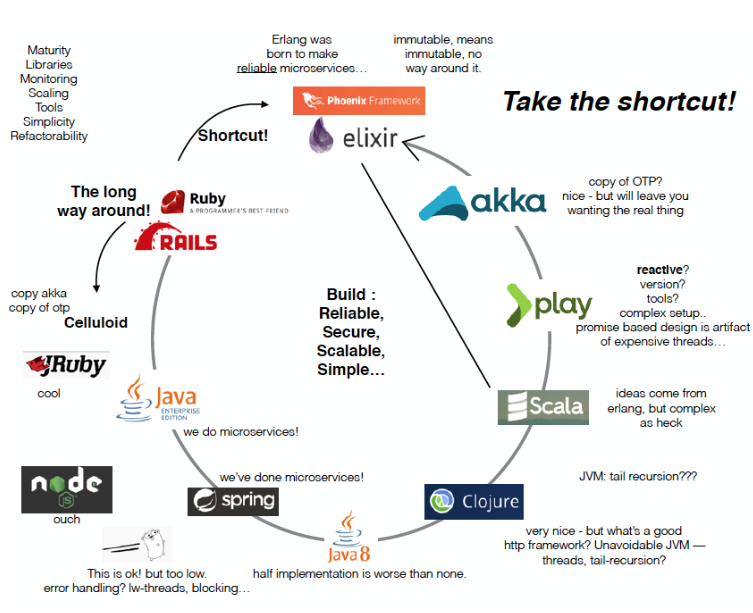 Maturity
Libraries
Monitoring
Scaling
Tools
Simplicity
Refactorability
Erlang was
born to make
reliable microservices...
immutable, means
immutable, no
way around it.
Phoenix Framework
elixir
Take the shortcut!
Shortcut!
The long
way around!
Ruby
A PROGRAMMER'S BEST FRIEND
RAILS
akka
copy of OTP?
nice - but will leave you
wanting the real thing
copy akka
copy of otp
Celluloid
JRuby
cool
Build :
Reliable,
Secure,
Scalable,
Simple...
play
reactive?
version?
tools?
complex setup..
promise based design is artifact
of expensive threads...
Java
ENTERPRISE
EDITION
we do microservices!
Scala
ideas come from
erlang, but complex
as heck
node
JS
ouch
we've done microservices!
spring
Clojure
JVM: tail recursion???
very nice - but what's a good
http framework? Unavoidable JVM —
threads, tail-recursion?
Java 8
half implementation is worse than none.
This is ok! but too low.
error handling? lw-threads, blocking...